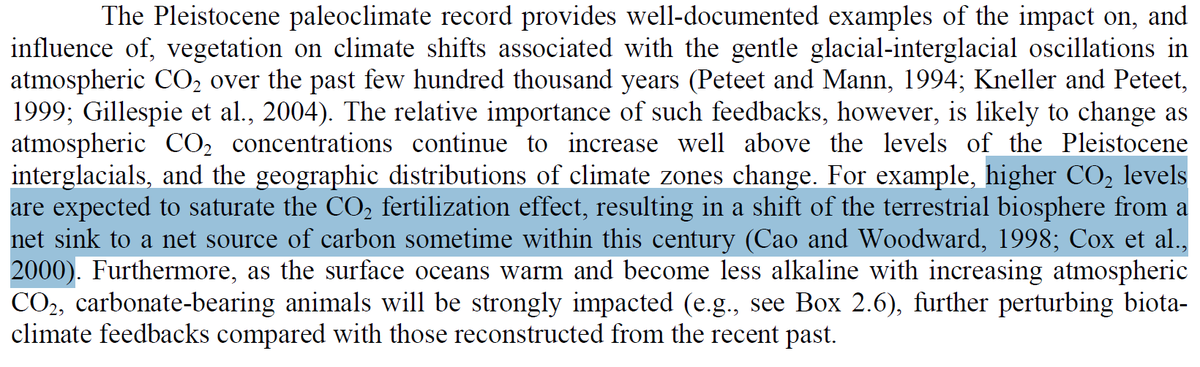 The Pleistocene paleoclimate record provides well-documented examples of the impact on, and
influence of, vegetation on climate shifts associated with the gentle glacial-interglacial oscillations in
atmospheric CO₂ over the past few hundred thousand years (Peteet and Mann, 1994; Kneller and Peteet,
1999; Gillespie et al., 2004). The relative importance of such feedbacks, however, is likely to change as
atmospheric CO₂ concentrations continue to increase well above the levels of the Pleistocene
interglacials, and the geographic distributions of climate zones change. For example, higher CO₂ levels
are expected to saturate the CO₂ fertilization effect, resulting in a shift of the terrestrial biosphere from a
net sink to a net source of carbon sometime within this century (Cao and Woodward, 1998; Cox et al.,
2000). Furthermore, as the surface oceans warm and become less alkaline with increasing atmospheric
CO₂, carbonate-bearing animals will be strongly impacted (e.g., see Box 2.6), further perturbing biota-
climate feedbacks compared with those reconstructed from the recent past.